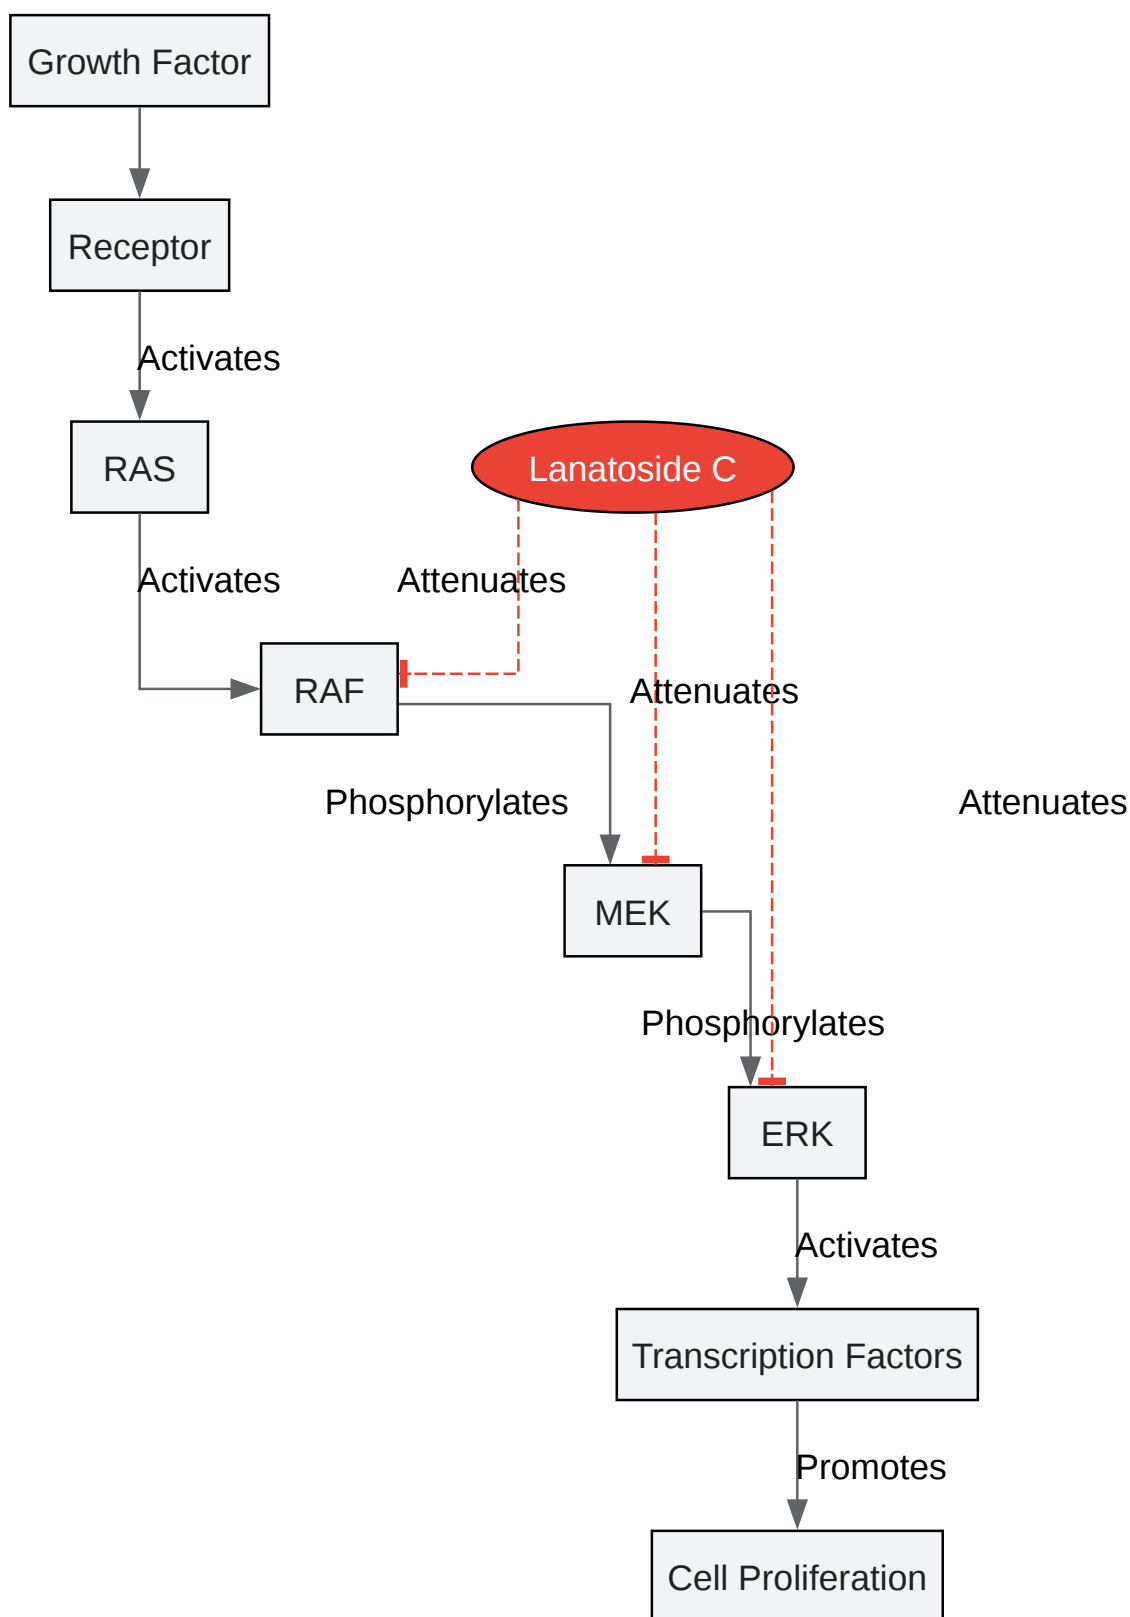 Growth Factor
Receptor
Activates
RAS
Lanatoside C
Activates
Attenuates
RAF
Attenuates
Phosphorylates
Attenuates
MEK
Phosphorylates
ERK
Activates
Transcription Factors
Promotes
Cell Proliferation